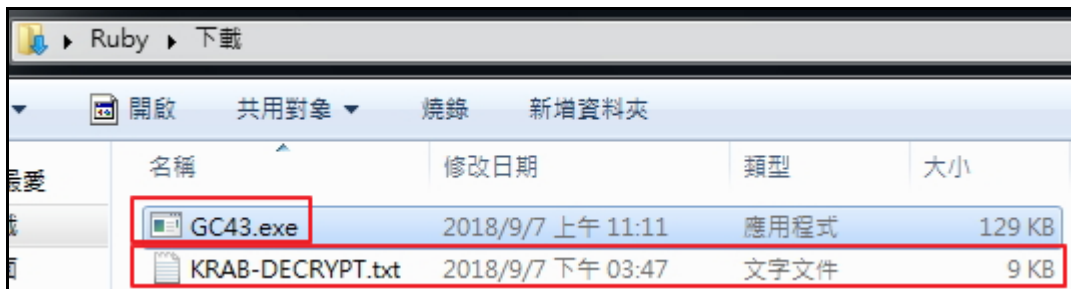 Ruby 下載
開啟 共用對象 燒錄 新增資料夾
最愛 名稱 修改日期 類型 大小
GC43.exe 2018/9/7 上午 11:11 應用程式 129 KB
KRAB-DECRYPT.txt 2018/9/7 下午 03:47 文字文件 9 KB